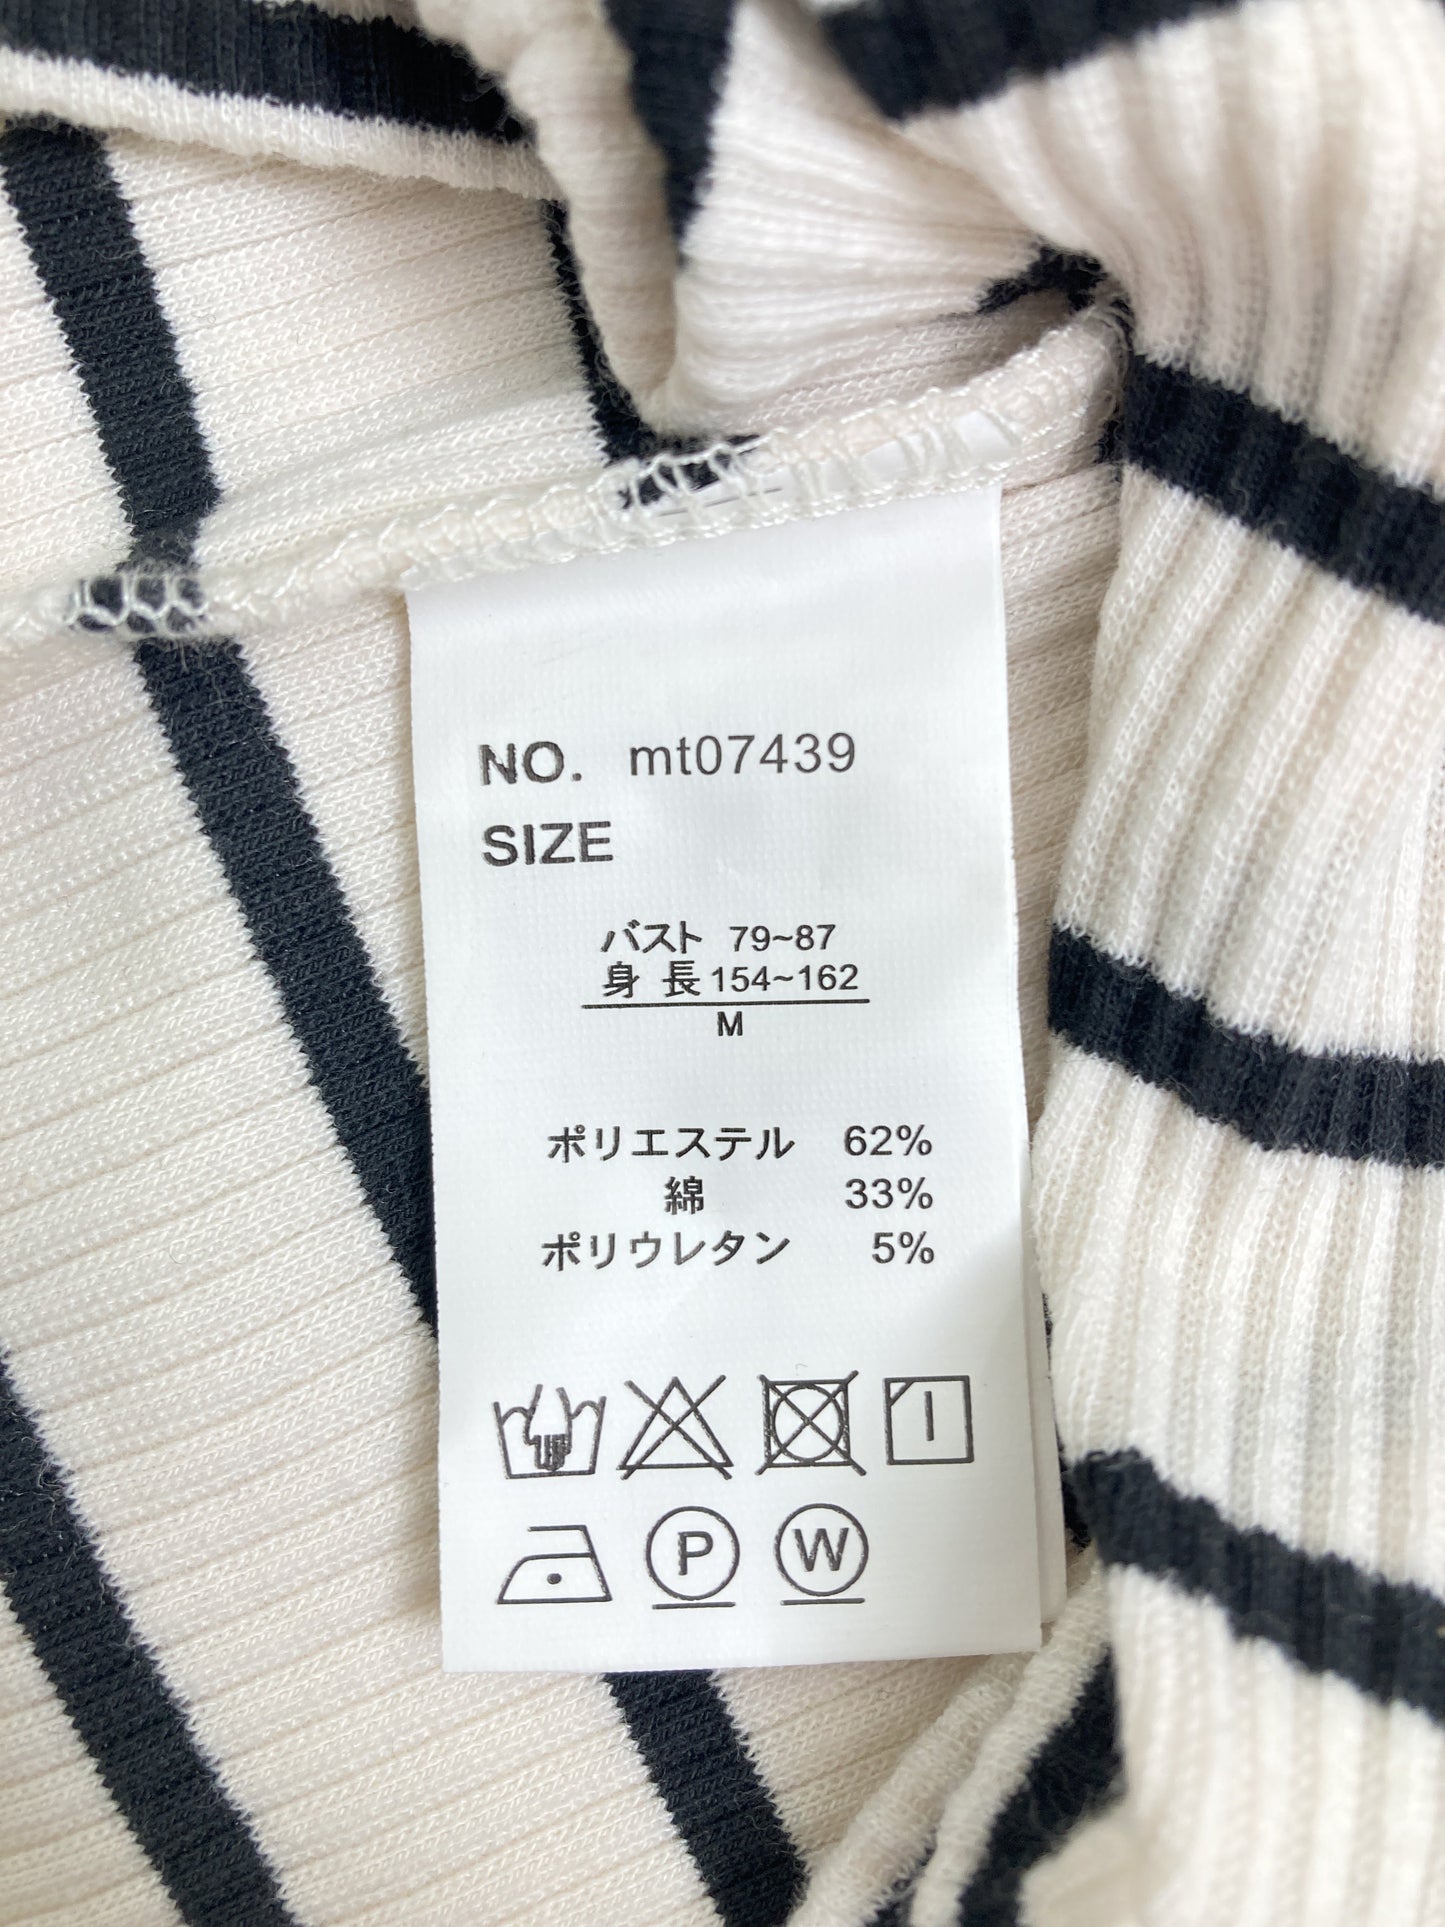 NO. mt07439
SIZE
バスト 79~87
身 長 154~162
M
ポリエステル 62%
綿 33%
ポリウレタン 5%
P W